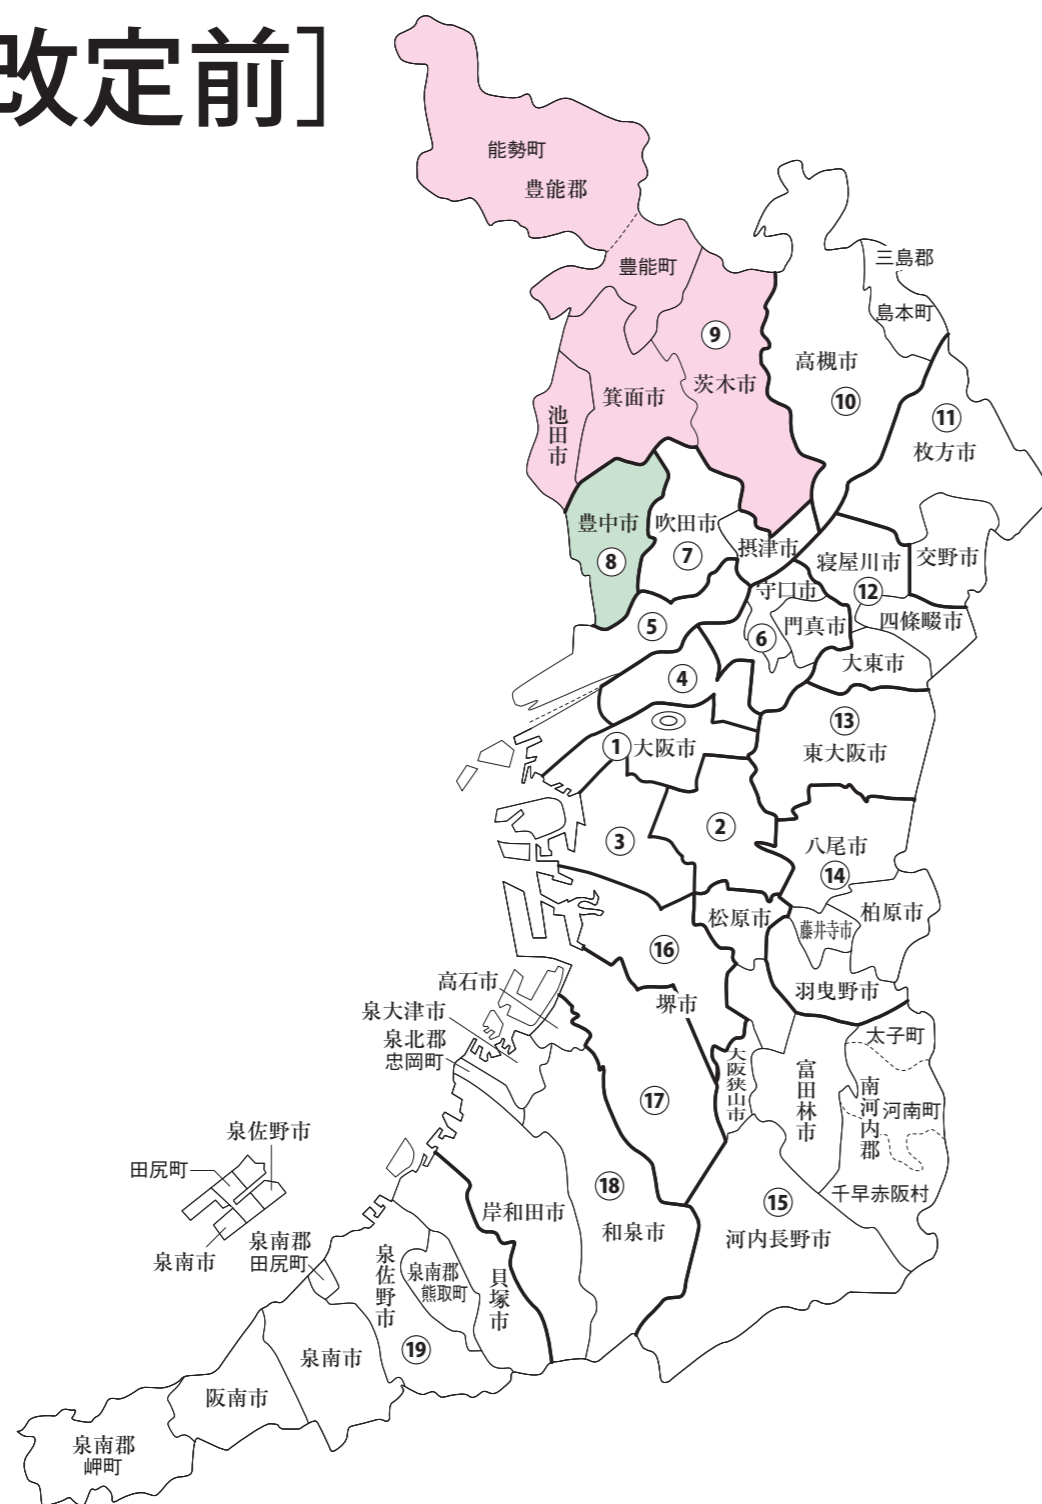 改定前］
能勢町
豊能郡
豊能町
三島郡
島本町
⑨
茨木市
高槻市
⑩
箕面市
池田市
⑪
枚方市
豊中市
⑧
吹田市
⑦
摂津市
寝屋川市
⑫
交野市
守口市
門真市
⑥
四條畷市
大東市
⑤
④
①
大阪市
⑬
東大阪市
③
②
八尾市
⑭
柏原市
松原市
藤井寺市
⑯
羽曳野市
堺市
高石市
泉大津市
泉北郡
忠岡町
大阪狭山市
富田林市
太子町
南河内郡
河南町
千早赤阪村
⑰
⑮
河内長野市
⑱
和泉市
岸和田市
貝塚市
泉佐野市
田尻町
泉南市
泉南郡
田尻町
泉佐野市
泉南郡
熊取町
⑲
泉南市
阪南市
泉南郡
岬町